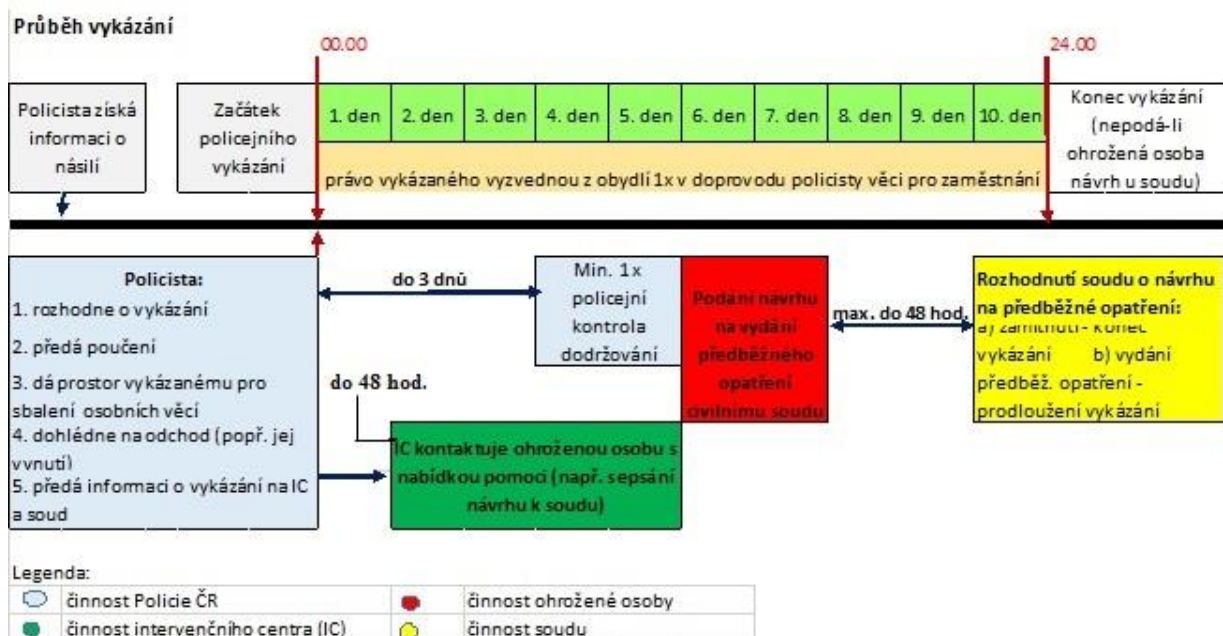 Průběh vykázání
00.00
24.00
Policista získá
informaci o
násilí
Začátek
policejního
vykázání
1. den
2. den
3. den
4. den
5. den
6. den
7. den
8. den
9. den
10. den
Konec vykázání
(nepodá-li
ohrožená osoba
návrh u soudu)
právo vykázaného vyzvednou z obydlí 1x v doprovodu policisty věci pro zaměstnání
Policista:
1. rozhodne o vykázání
2. předá poučení
3. dá prostor vykázanému pro
sbalení osobních věcí
4. dohlédne na odchod (popř. jej
vynutí)
5. předá informaci o vykázání na IC
a soud
do 3 dnů
Min. 1x
policejní
kontrola
dodržování
Podání návrhu
na vydání
předběžného
opatření
civilnímu soudu
max. do 48 hod.
Rozhodnutí soudu o návrhu
na předběžné opatření:
a) zamítnutí - konec
vykázání b) vydání
předběž. opatření -
prodloužení vykázání
do 48 hod.
IC kontaktuje ohroženou osobu s
nabídkou pomoci (např. sepsání
návrhu k soudu)
Legenda:
činnost Policie ČR
činnost ohrožené osoby
činnost intervenčního centra (IC)
činnost soudu